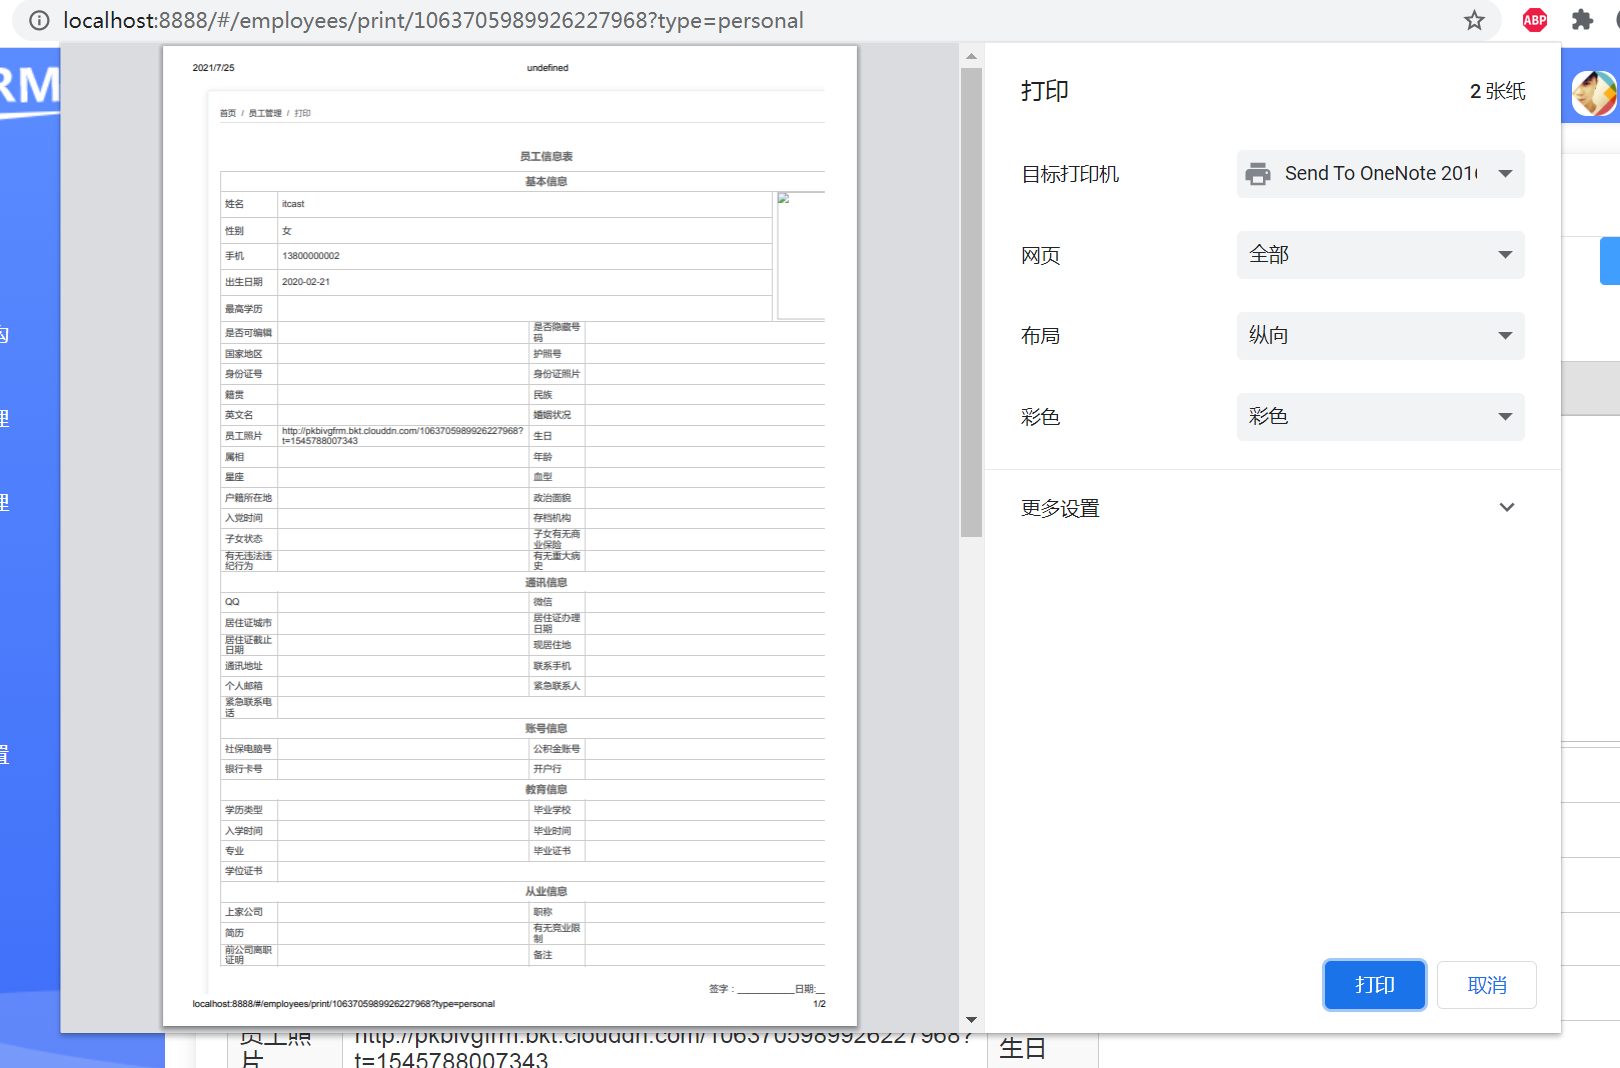 localhost:8888/#/employees/print/1063705989926227968?type=personal
ABP
RM
2021/7/25 undefined
首页 / 员工管理 / 打印
员工信息表
基本信息
姓名 itcast
性别 女
手机 13800000002
出生日期 2020-02-21
最高学历
是否可编辑 是否隐藏号码
国家地区 护照号
身份证号 身份证照片
籍贯 民族
英文名 婚姻状况
员工照片 http://pkbivgfrm.bkt.clouddn.com/1063705989926227968?t=1545788007343 生日
属相 年龄
星座 血型
户籍所在地 政治面貌
入党时间 存档机构
子女状态 子女有无商业保险
有无违法违纪行为 有无重大病史
通讯信息
QQ 微信
居住证城市 居住证办理日期
居住证截止日期 现居住地
通讯地址 联系手机
个人邮箱 紧急联系人
紧急联系电话
账号信息
社保电脑号 公积金账号
银行卡号 开户行
教育信息
学历类型 毕业学校
入学时间 毕业时间
专业 毕业证书
学位证书
从业信息
上家公司 职称
简历 有无竞业限制
前公司离职证明 备注
签字：___________日期:__
localhost:8888/#/employees/print/1063705989926227968?type=personal 1/2
打印 2 张纸
目标打印机 Send To OneNote 201
网页 全部
布局 纵向
彩色 彩色
更多设置
打印 取消
构
理
理
置
员工照片 http://pkbivgfrm.bkt.clouddn.com/1063705989926227968?
t=1545788007343 生日